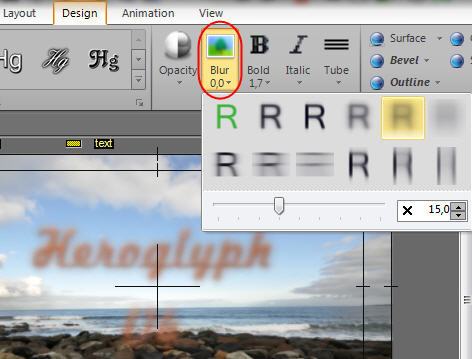 Layout Design Animation View
Hg Hg Hg
Opacity Blur Bold Italic Tube
0,0 1,7
Surface
Bevel
Outline
R R R R R R
R R R R
15,0
text
Heroglyph